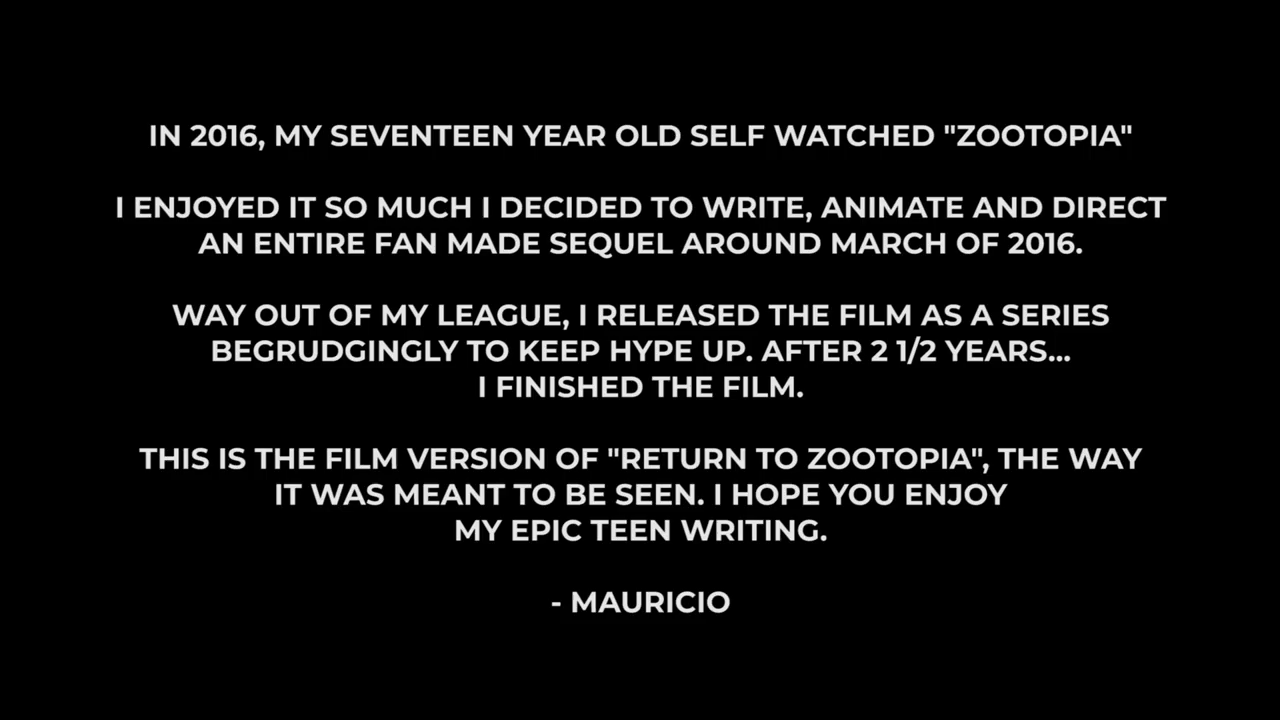 IN 2016, MY SEVENTEEN YEAR OLD SELF WATCHED "ZOOTOPIA"
I ENJOYED IT SO MUCH I DECIDED TO WRITE, ANIMATE AND DIRECT
AN ENTIRE FAN MADE SEQUEL AROUND MARCH OF 2016.
WAY OUT OF MY LEAGUE, I RELEASED THE FILM AS A SERIES
BEGRUDGINGLY TO KEEP HYPE UP. AFTER 2 1/2 YEARS...
I FINISHED THE FILM.
THIS IS THE FILM VERSION OF "RETURN TO ZOOTOPIA", THE WAY
IT WAS MEANT TO BE SEEN. I HOPE YOU ENJOY
MY EPIC TEEN WRITING.
- MAURICIO